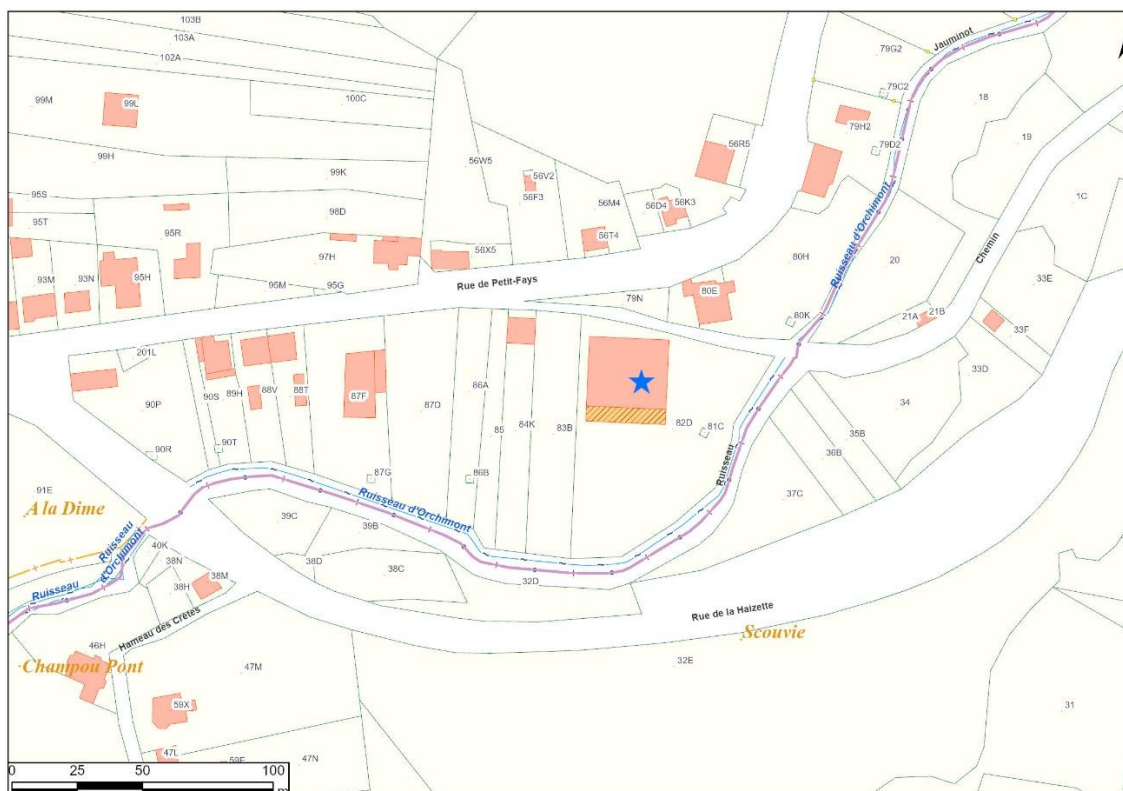 103B
103A
102A
99M
99L
100C
99H
99K
95S
95T
95R
98D
93M
93N
95H
97H
95M
95G
56W5
56V2
56F3
56X5
56M4
56T4
56D4
56K3
56R5
Rue de Petit-Fays
79G2
Jauminot
79C2
79H2
79D2
18
19
1C
Chemin
33E
33F
33D
20
21A
21B
80H
80K
80E
79N
Ruisseau d'Orchimont
201L
90P
90S
89H
88V
88T
90T
90R
87F
87D
87G
86A
86B
85
84K
83B
82D
81C
Ruisseau
34
35B
36B
37C
91E
A la Dime
Ruisseau d'Orchimont
Ruisseau
d'Orchimont
Ruisseau
39C
39B
38D
38C
32D
40K
38N
38H
38M
Hameau des Crètes
Rue de la Haizette
Scouvie
46H
Champou Pont
47M
59X
47L
59F
47N
32E
31
0 25 50 100
m